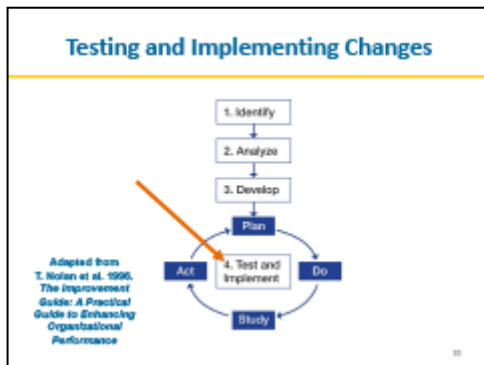 Testing and Implementing Changes
1. Identify
2. Analyze
3. Develop
Plan
Act
4. Test and
Implement
Do
Study
Adapted from
T. Nolan et al. 1996.
The Improvement
Guide: A Practical
Guide to Enhancing
Organizational
Performance